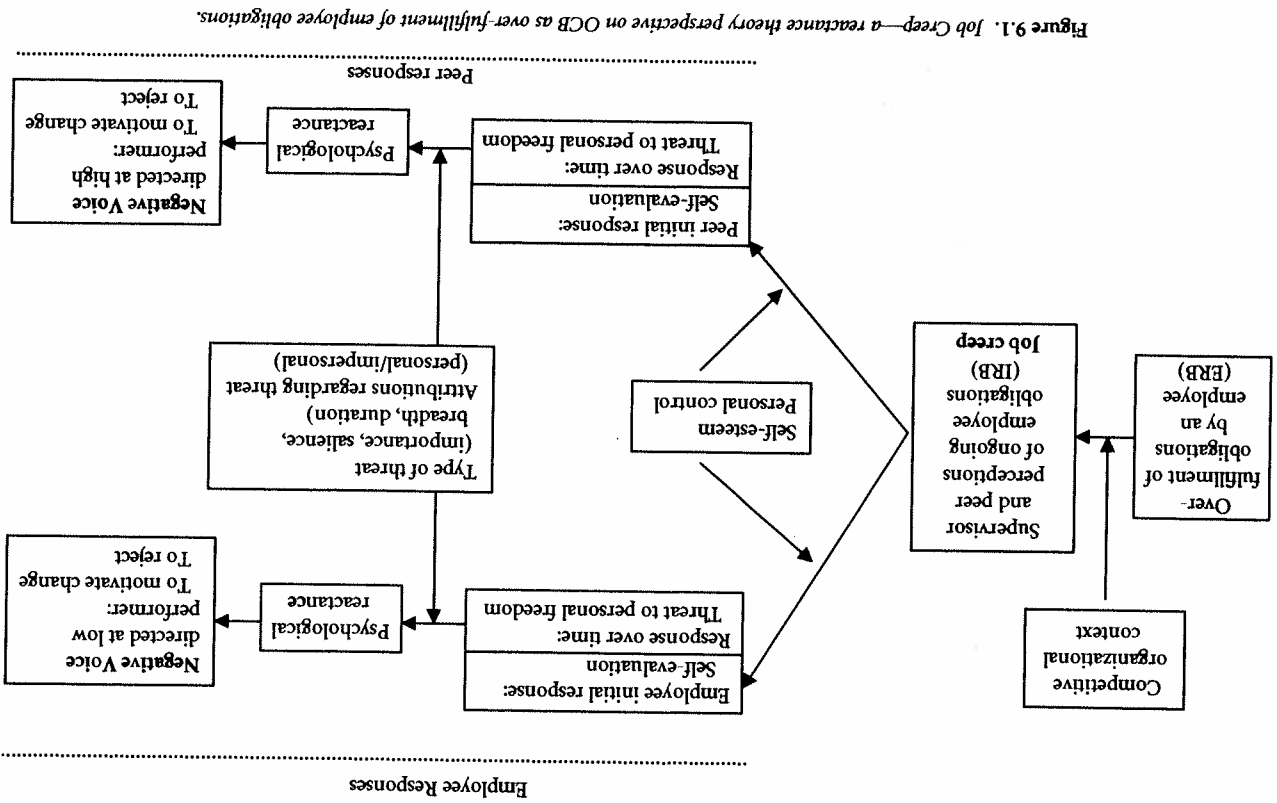 Employee Responses
Competitive
organizational
context
Over-
fulfillment of
obligations
by an
employee
(ERB)
Supervisor
and peer
perceptions
of ongoing
employee
obligations
(IRB)
Job creep
Employee initial response:
Self-evaluation
Response over time:
Threat to personal freedom
Psychological
reactance
Negative Voice
directed at low
performer:
To motivate change
To reject
Self-esteem
Personal control
Type of threat
(importance, salience,
breadth, duration)
Attributions regarding threat
(personal/impersonal)
Peer initial response:
Self-evaluation
Response over time:
Threat to personal freedom
Psychological
reactance
Negative Voice
directed at high
performer:
To motivate change
To reject
Peer responses
Figure 9.1. Job Creep—a reactance theory perspective on OCB as over-fulfillment of employee obligations.